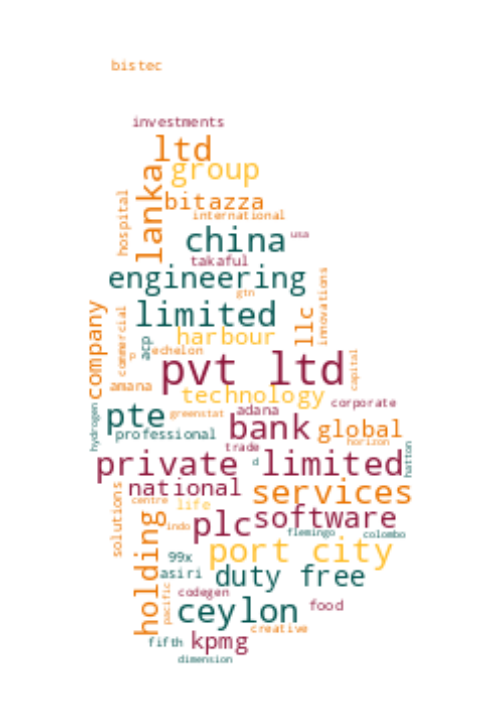 bistec
investments
ltd
group
lanka
hospital
bitazza
international
china
usa
takaful
engineering
gtn
innovations
limited
company
commercial
harbour
llc
acp
echelon
p
pvt ltd
capital
amana
technology
corporate
pte
greenstat
adana
hydrogen
professional
bank
global
horizon
trade
d
hatton
private limited
national
services
solutions
centre
life
holding
indo
plc
software
flemingo
colombo
port city
99x
asiri
duty free
pacific
codegen
ceylon
food
creative
fifth
kpmg
dimension